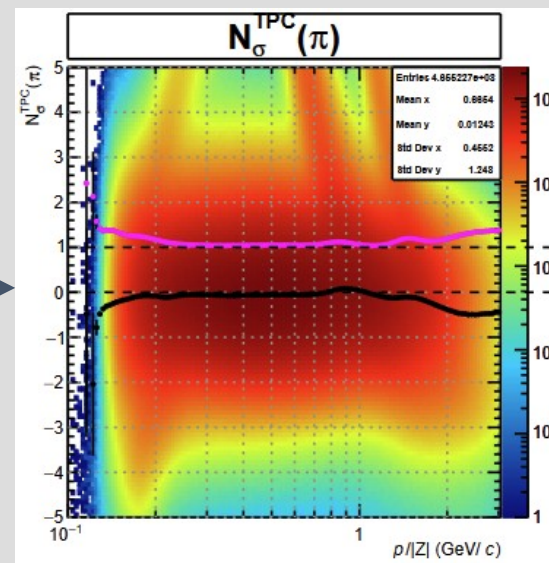 N_σ^TPC(π)
N_σ^TPC(π)
5
4
3
2
1
0
−1
−2
−3
−4
−5
Entries 4.655227e+08
Mean x 0.6654
Mean y 0.01243
Std Dev x 0.4552
Std Dev y 1.248
10
10
10
10
10
1
10⁻¹
1
p/|Z| (GeV/c)